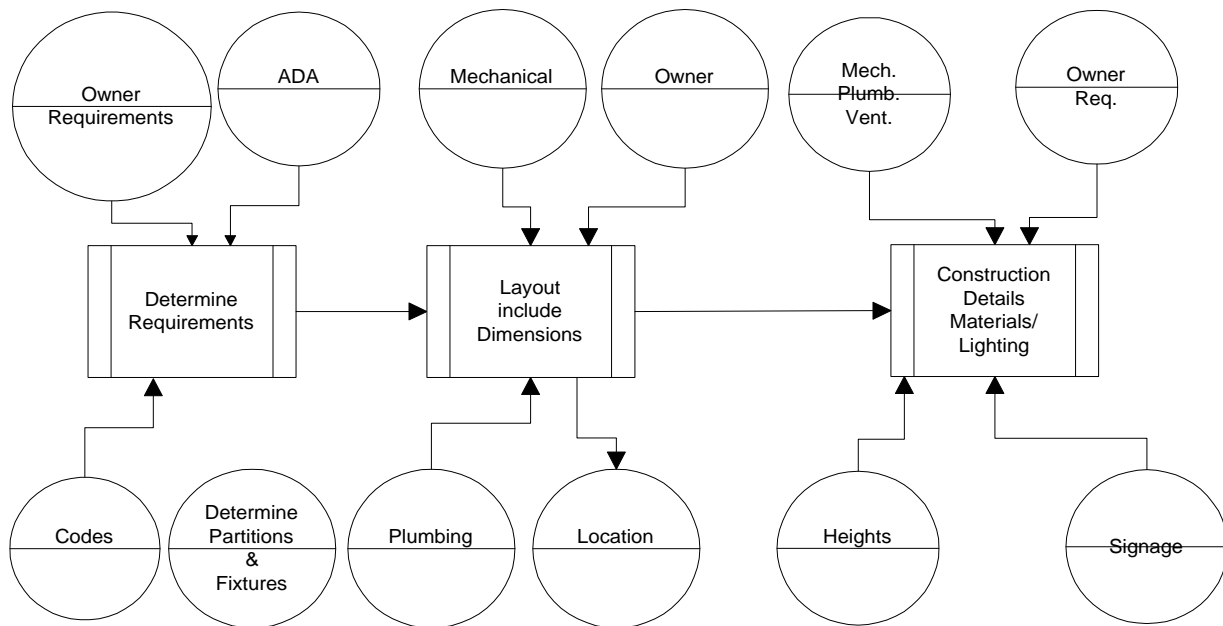 Owner
Requirements
ADA
Mechanical
Owner
Mech.
Plumb.
Vent.
Owner
Req.
Determine
Requirements
Layout
include
Dimensions
Construction
Details
Materials/
Lighting
Codes
Determine
Partitions
&
Fixtures
Plumbing
Location
Heights
Signage